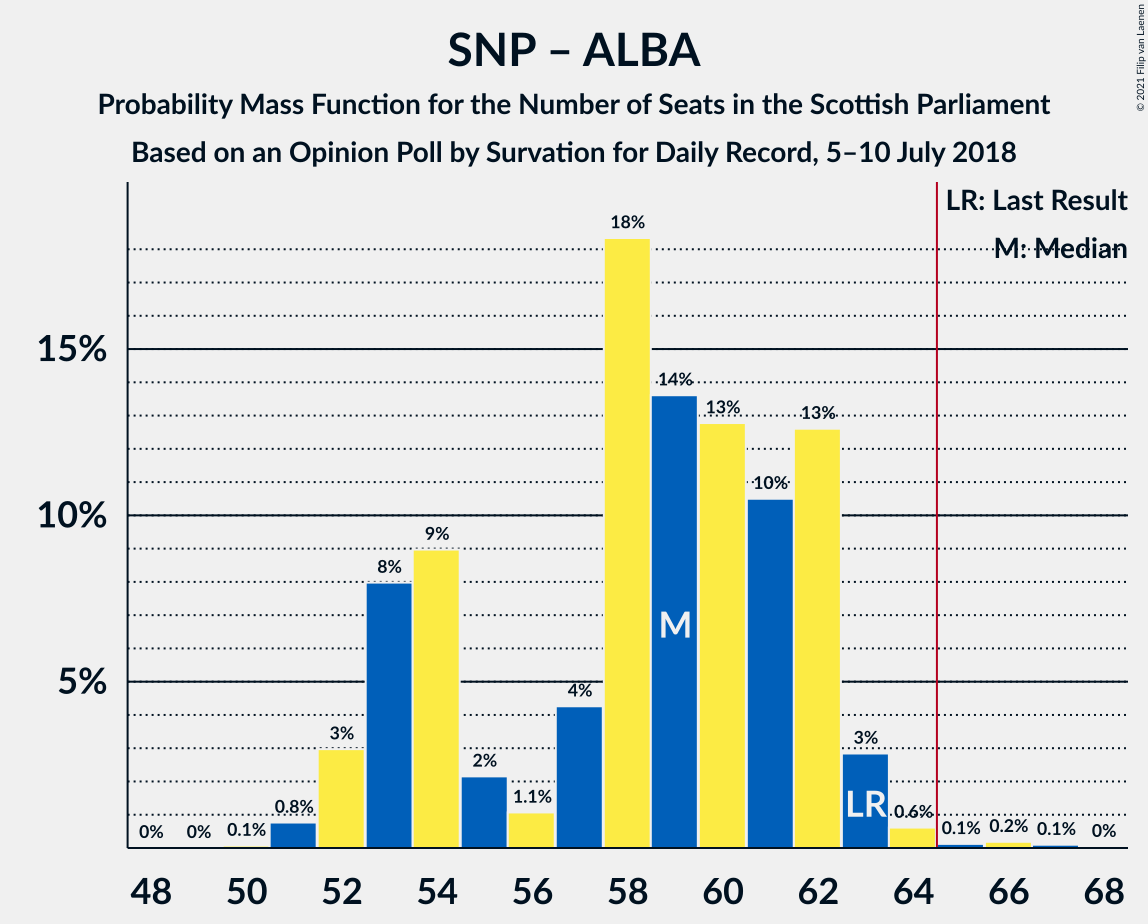 SNP – ALBA
Probability Mass Function for the Number of Seats in the Scottish Parliament
Based on an Opinion Poll by Survation for Daily Record, 5–10 July 2018
© 2021 Filip van Laenen
LR: Last Result
M: Median
15%
10%
5%
0%
0%
0.1%
0.8%
3%
8%
9%
2%
1.1%
4%
18%
14%
13%
10%
13%
3%
0.6%
0.1%
0.2%
0.1%
0%
M
LR
48 50 52 54 56 58 60 62 64 66 68